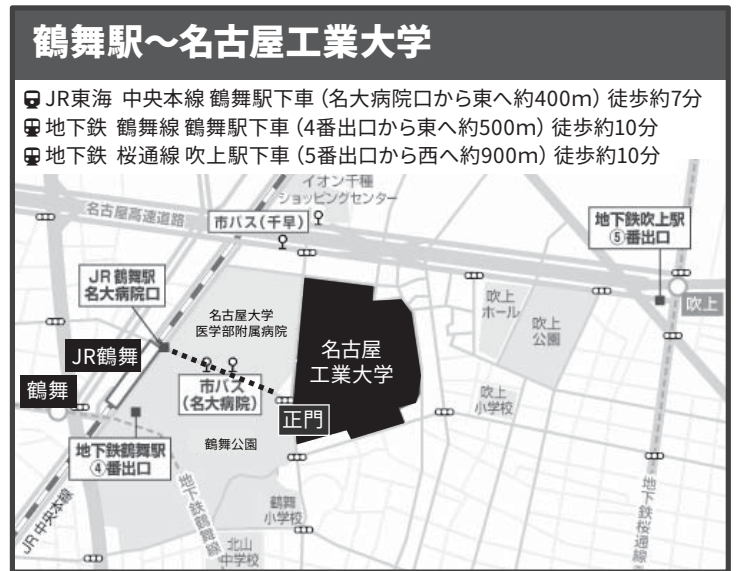 鶴舞駅～名古屋工業大学
JR東海 中央本線 鶴舞駅下車 (名大病院口から東へ約400m) 徒歩約7分
地下鉄 鶴舞線 鶴舞駅下車 (4番出口から東へ約500m) 徒歩約10分
地下鉄 桜通線 吹上駅下車 (5番出口から西へ約900m) 徒歩約10分
イオン千種
ショッピングセンター
名古屋高速道路
市バス(千早)
地下鉄吹上駅
⑤番出口
JR鶴舞駅
名大病院口
名古屋大学
医学部附属病院
吹上
ホール
吹上
公園
吹上
JR鶴舞
名古屋
工業大学
鶴舞
市バス
(名大病院)
吹上
小学校
正門
地下鉄鶴舞駅
④番出口
鶴舞公園
地下鉄鶴舞線
鶴舞
小学校
JR中央本線
北山
中学校
地下鉄桜通線